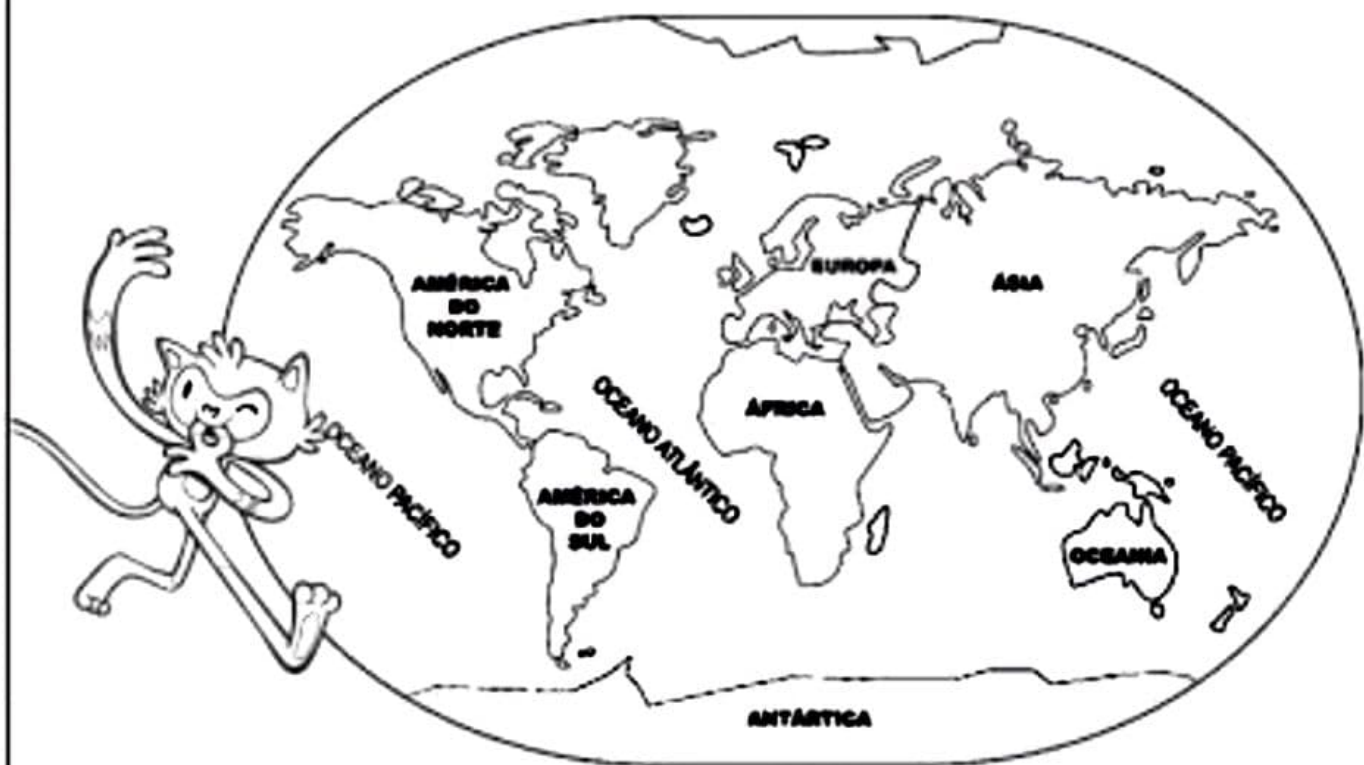 AMÉRICA
DO
NORTE
EUROPA
ÁSIA
ÁFRICA
OCEANO ATLÂNTICO
OCEANO PACÍFICO
OCEANO PACÍFICO
AMÉRICA
DO
SUL
OCEANIA
ANTÁRTICA